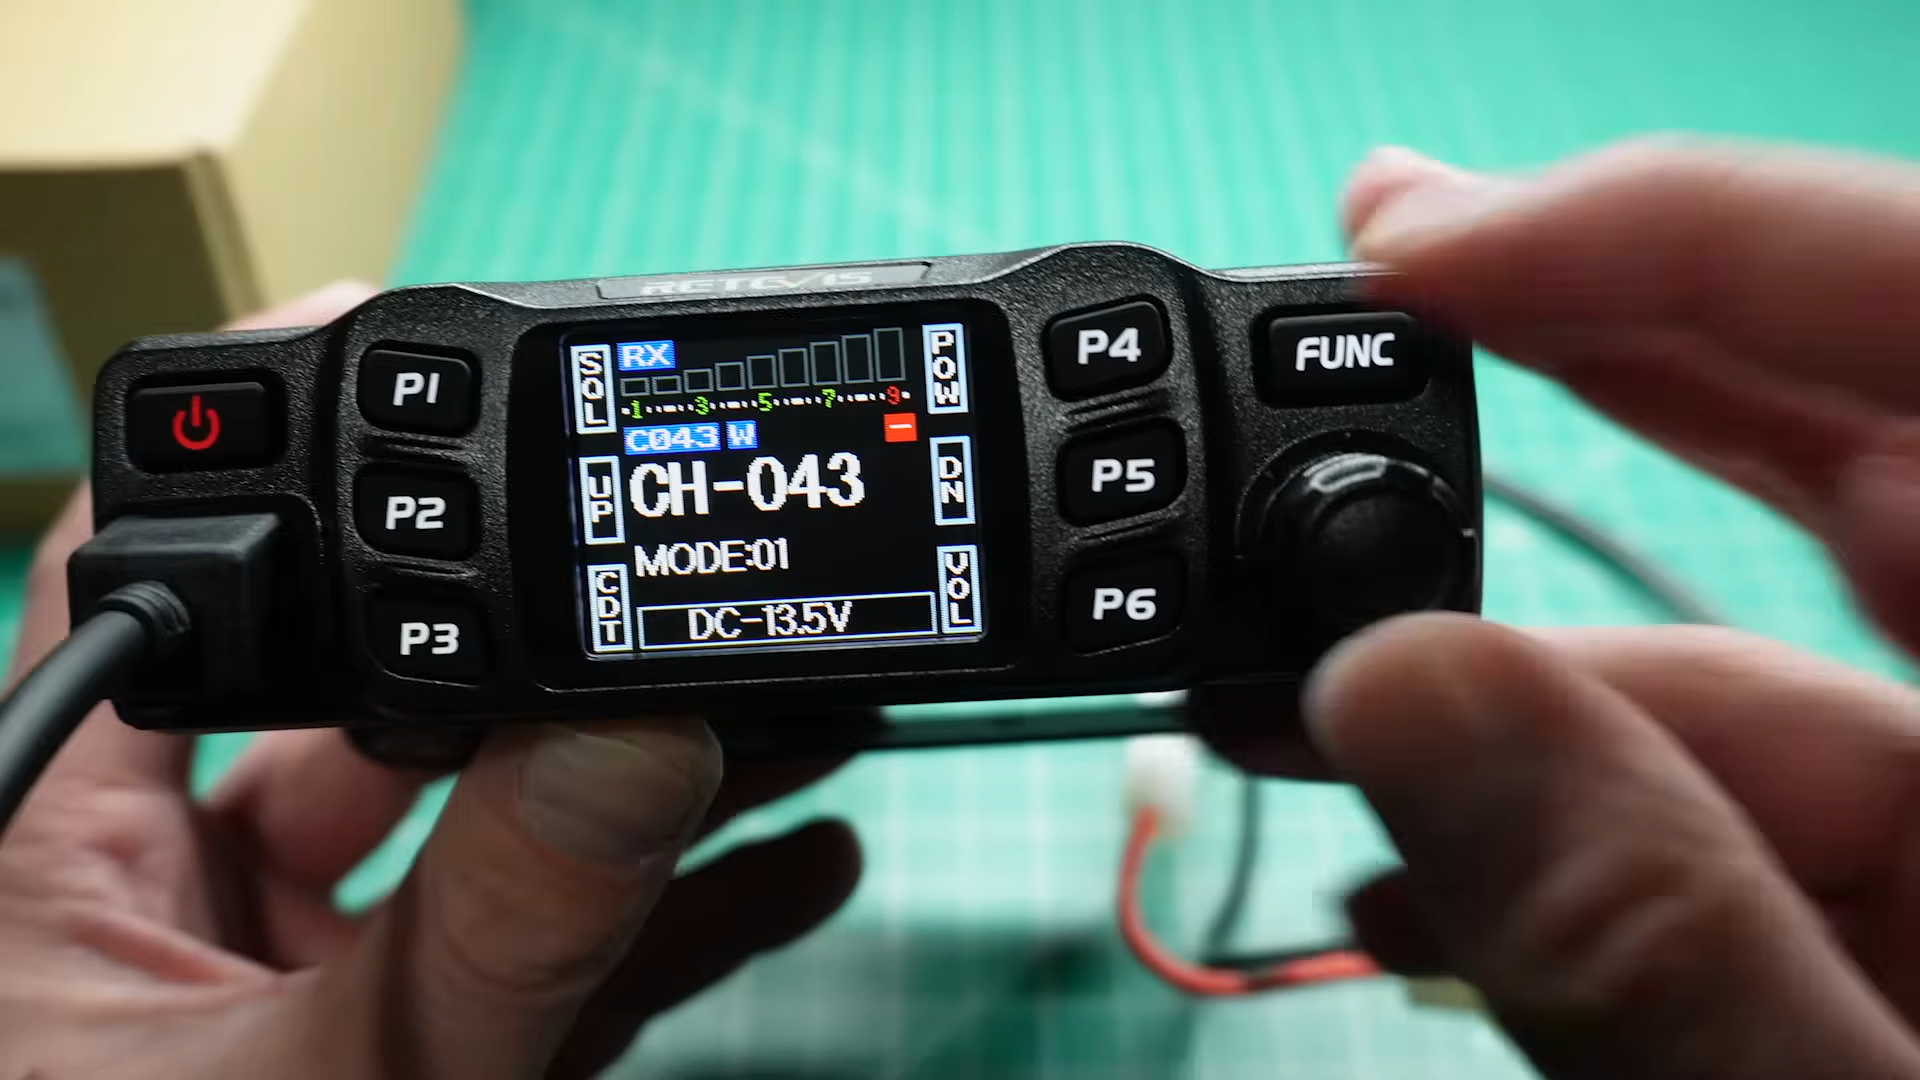 RETEVIS
P1
P2
P3
SQL
RX
POW
1 3 5 7 9
C043 W
UP
CH-043
DN
MODE:01
CDT
DC-13.5V
VOL
P4
P5
P6
FUNC